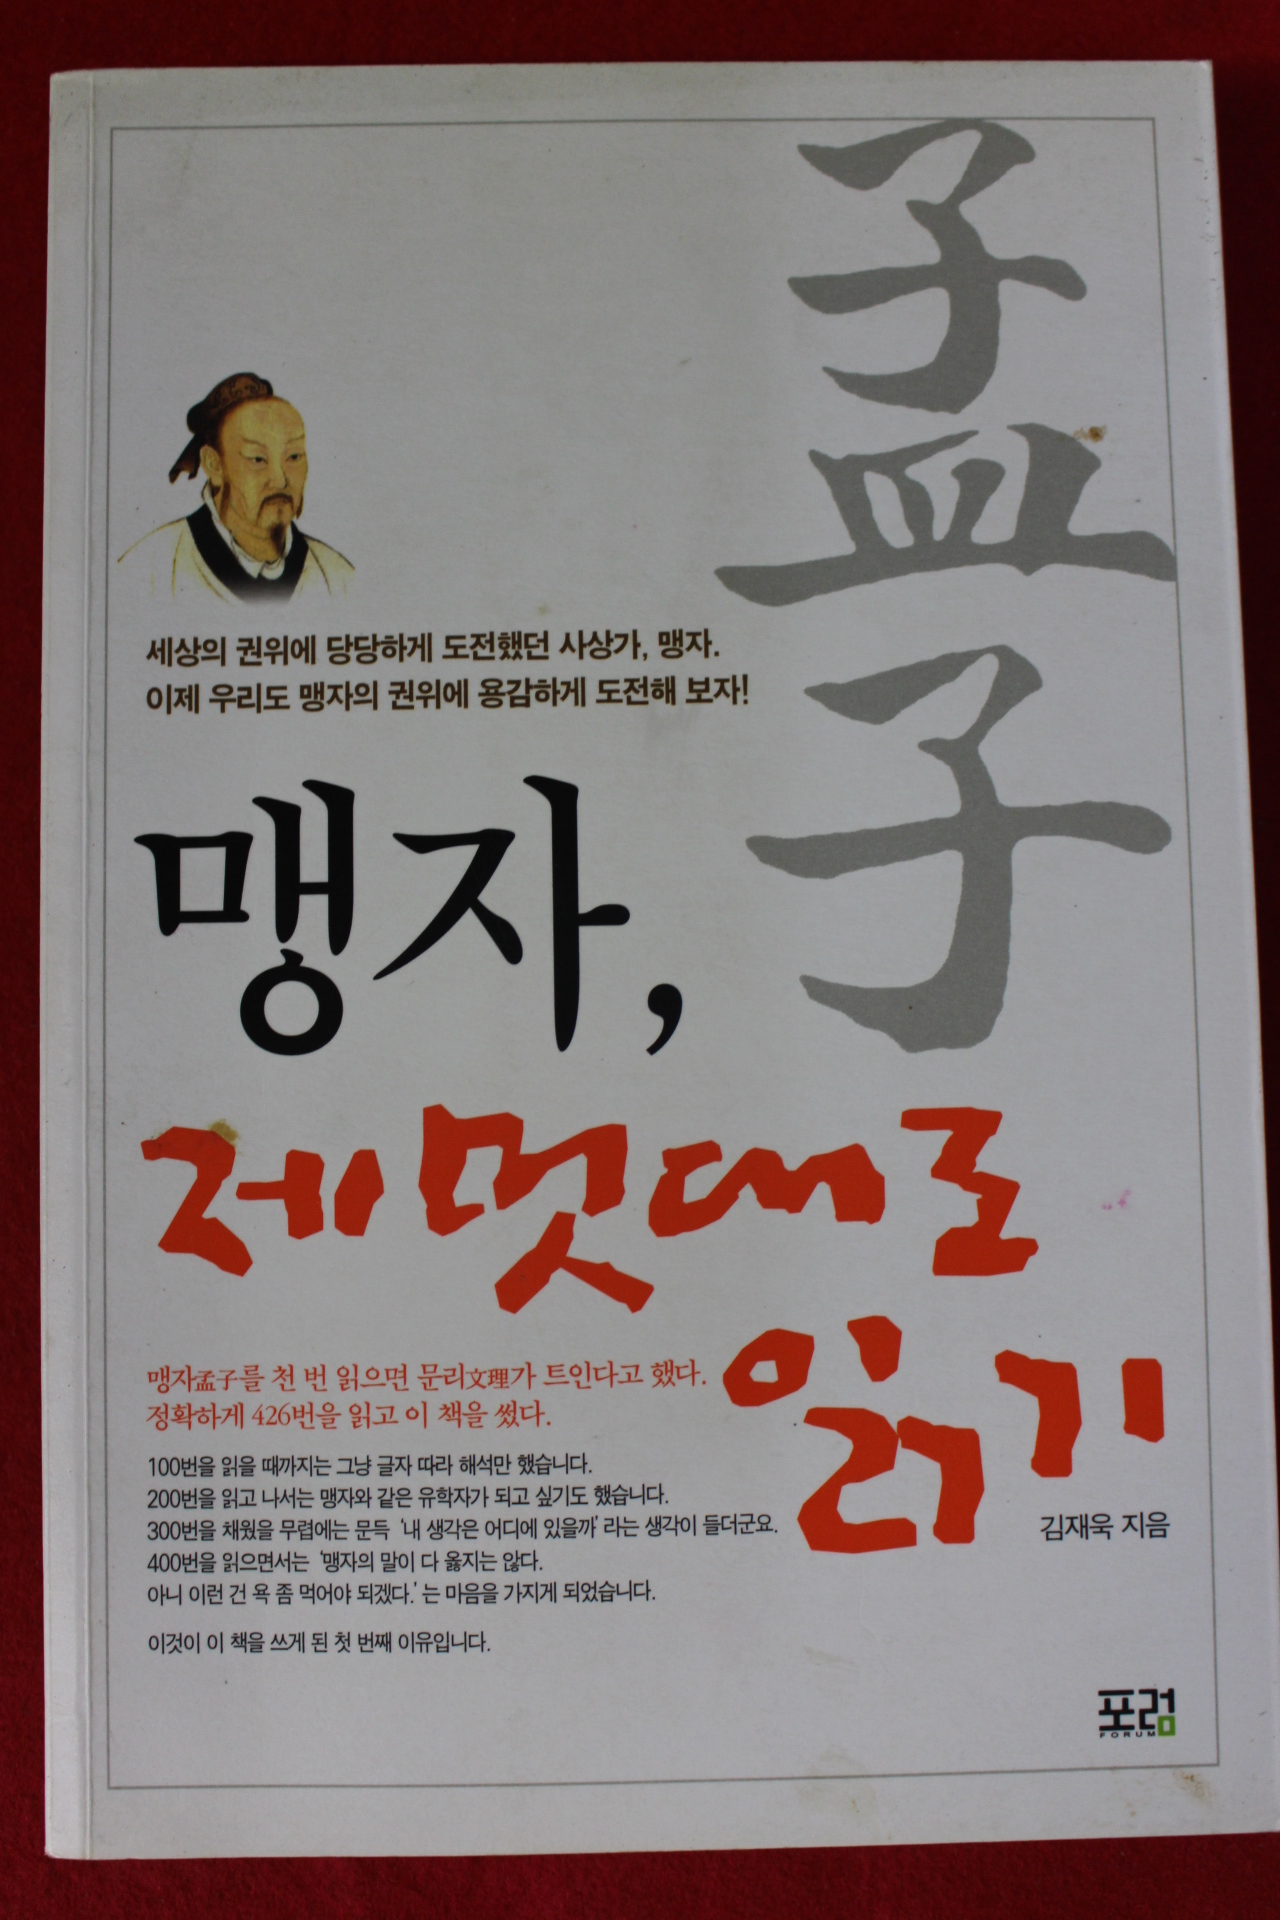 孟子
세상의 권위에 당당하게 도전했던 사상가, 맹자.
이제 우리도 맹자의 권위에 용감하게 도전해 보자!
맹자,
제멋대로
읽기
맹자孟子를 천 번 읽으면 문리文理가 트인다고 했다.
정확하게 426번을 읽고 이 책을 썼다.
100번을 읽을 때까지는 그냥 글자 따라 해석만 했습니다.
200번을 읽고 나서는 맹자와 같은 유학자가 되고 싶기도 했습니다.
300번을 채웠을 무렵에는 문득 '내 생각은 어디에 있을까' 라는 생각이 들더군요.
400번을 읽으면서는 '맹자의 말이 다 옳지는 않다.
아니 이런 건 욕 좀 먹어야 되겠다.' 는 마음을 가지게 되었습니다.
이것이 이 책을 쓰게 된 첫 번째 이유입니다.
김재욱 지음
포럼
FORUM